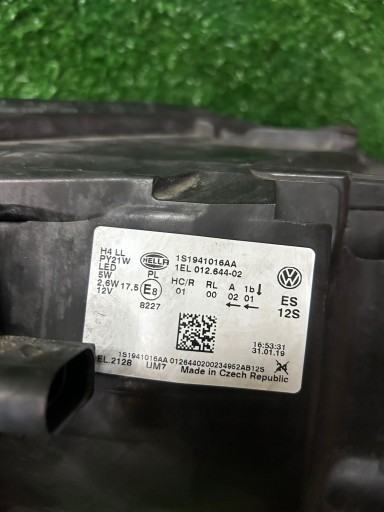 H4 LL
PY21W
LED
5W
2,6W 17,5
12V
HELLA
PL
E8
8227
1S1941016AA
1EL 012.644-02
HC/R RL A 1b↓
01 00 02 01
← ←
ES
12S
16:53:31
31.01.19
1S1941016AA 0126440200234952AB12S
EL 2128 UM7 Made in Czech Republic